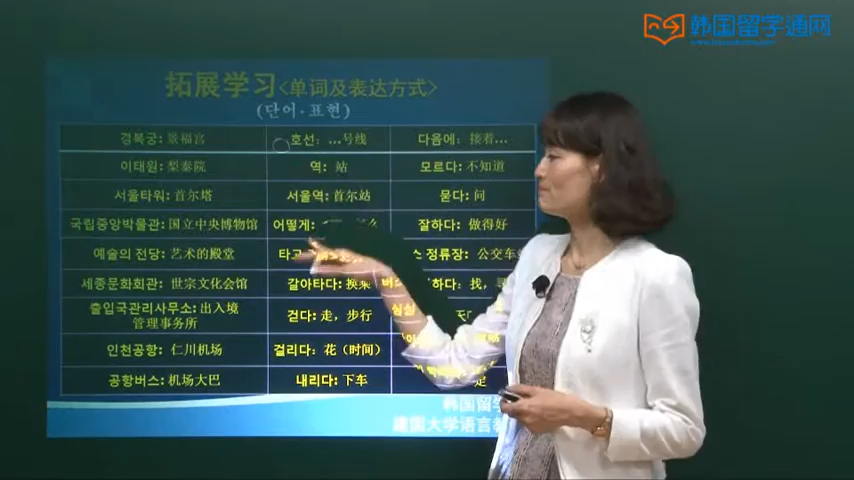 韩国留学通网
拓展学习<单词及表达方式>
(단어·표현)
경복궁: 景福宫
호선: ...号线
다음에: 接着...
이태원: 梨泰院
역: 站
모르다: 不知道
서울타워: 首尔塔
서울역: 首尔站
묻다: 问
국립중앙박물관: 国立中央博物馆
어떻게:
잘하다: 做得好
예술의 전당: 艺术的殿堂
타고
정류장: 公交车
세종문화회관: 世宗文化会馆
갈아타다: 换乘
하다: 找,
출입국관리사무소: 出入境
管理事务所
걷다: 走，步行
인천공항: 仁川机场
걸리다: 花（时间）
공항버스: 机场大巴
내리다: 下车
定
韩国留
建国大学语言教